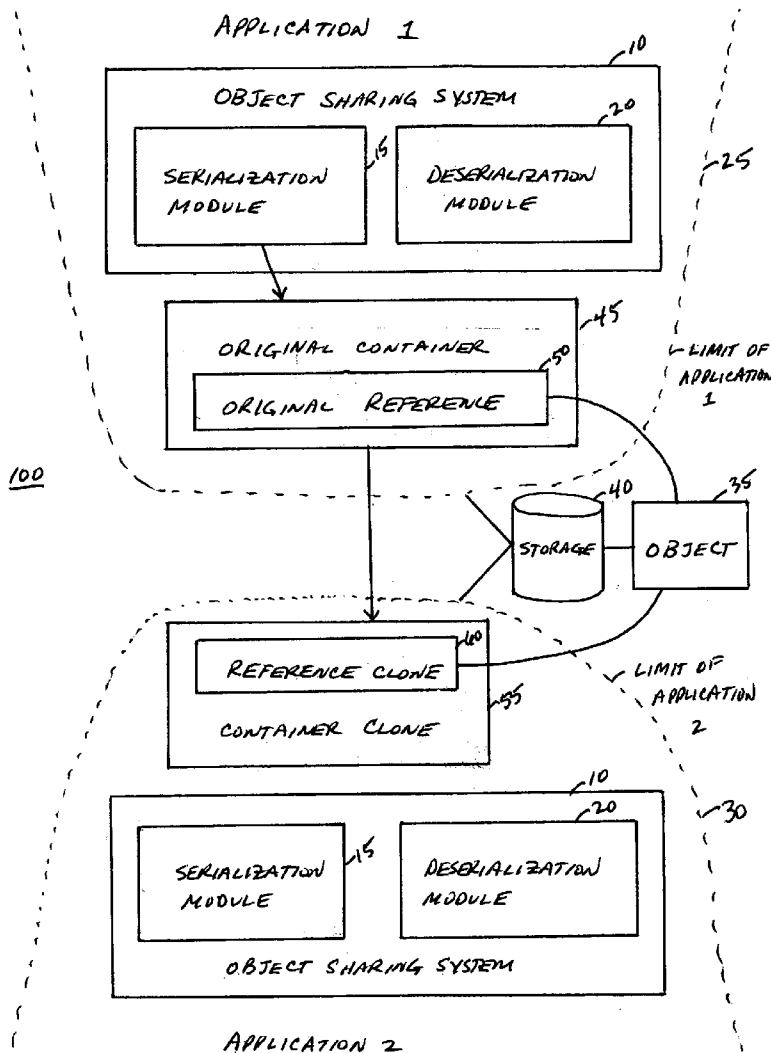 APPLICATION 1
10
OBJECT SHARING SYSTEM
15
20
SERIALIZATION
MODULE
DESERIALIZATION
MODULE
25
45
ORIGINAL CONTAINER
50
ORIGINAL REFERENCE
LIMIT OF
APPLICATION
1
100
40
35
STORAGE
OBJECT
60
REFERENCE CLONE
55
CONTAINER CLONE
LIMIT OF
APPLICATION
2
10
30
15
20
SERIALIZATION
MODULE
DESERIALIZATION
MODULE
OBJECT SHARING SYSTEM
APPLICATION 2